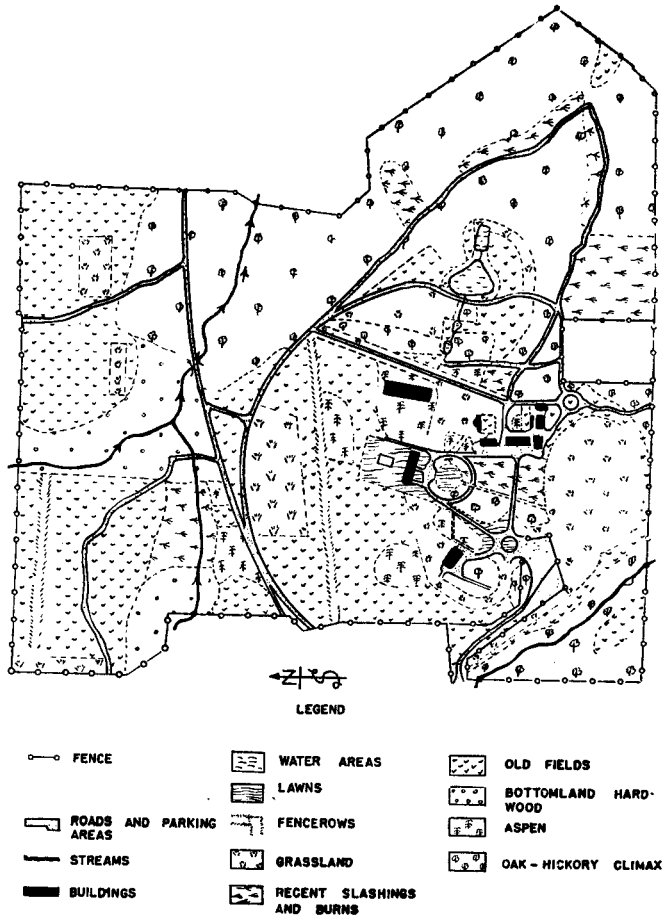 N S
LEGEND
FENCE
ROADS AND PARKING
AREAS
STREAMS
BUILDINGS
WATER AREAS
LAWNS
FENCEROWS
GRASSLAND
RECENT SLASHINGS
AND BURNS
OLD FIELDS
BOTTOMLAND HARD-
WOOD
ASPEN
OAK-HICKORY CLIMAX